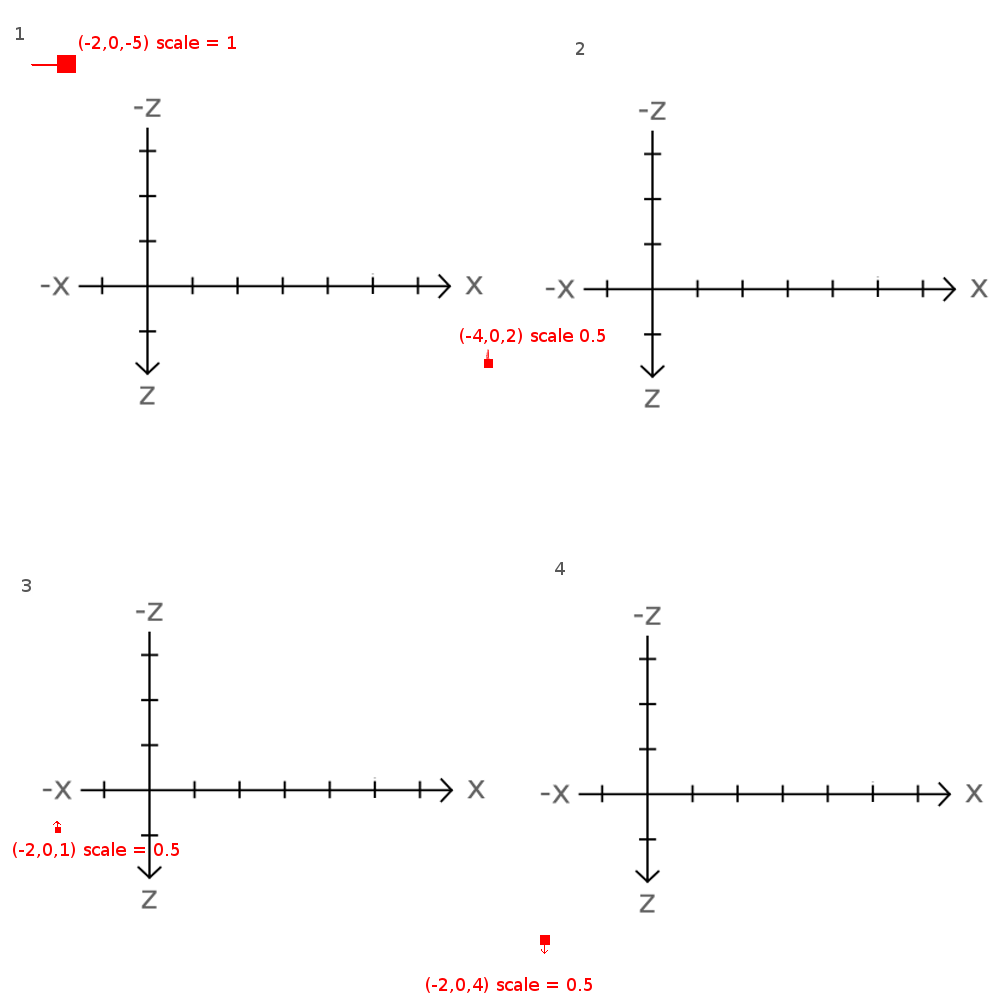 1
(-2,0,-5) scale = 1
-Z
-X
X
Z
2
-Z
-X
X
(-4,0,2) scale 0.5
Z
3
-Z
-X
X
(-2,0,1) scale = 0.5
Z
4
-Z
-X
X
Z
(-2,0,4) scale = 0.5